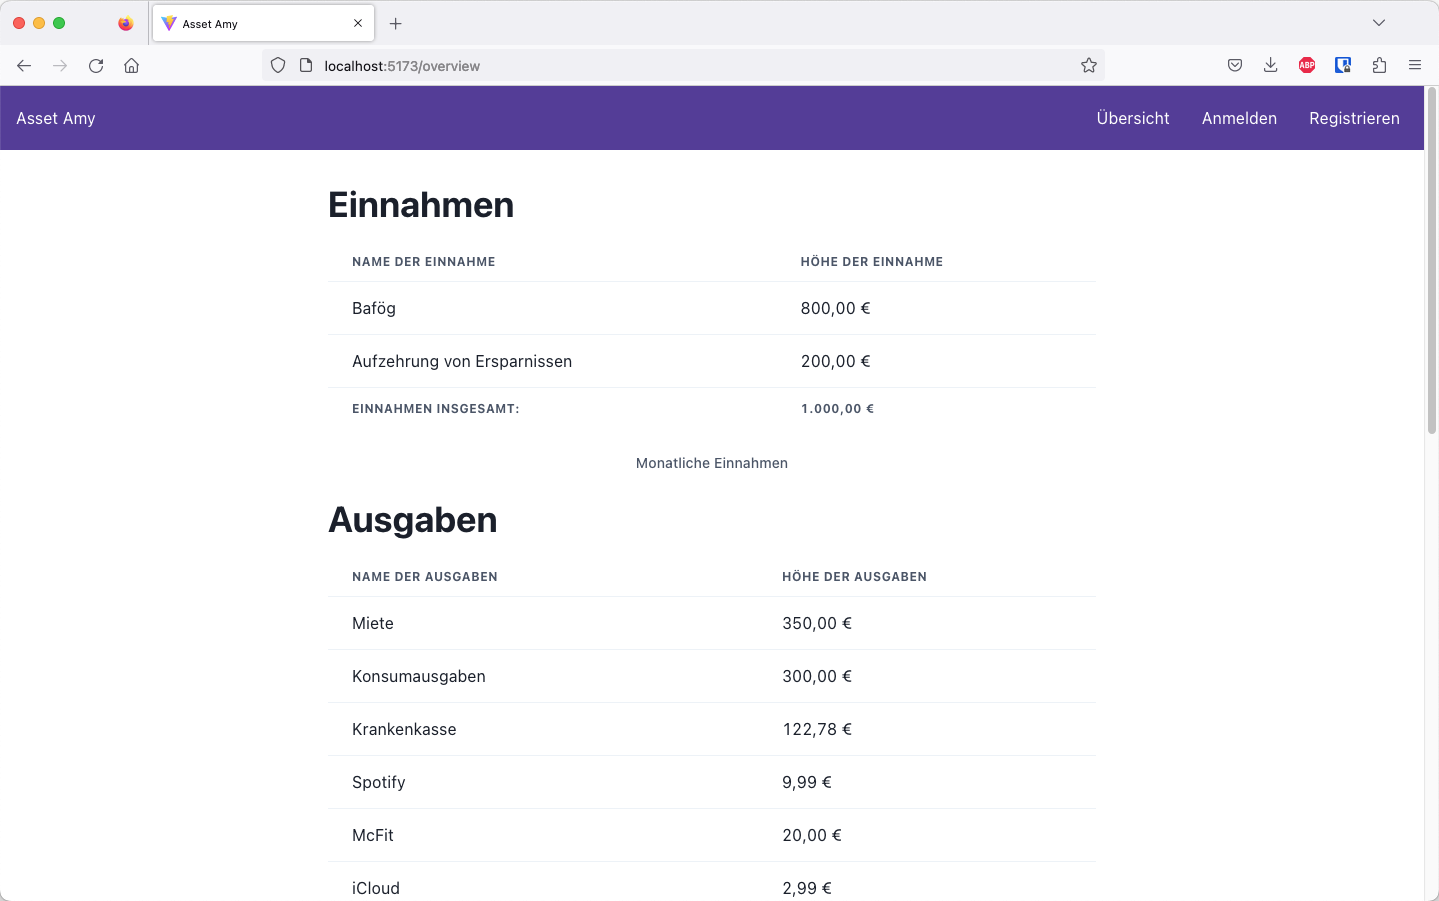 Asset Amy
localhost:5173/overview
ABP
Asset Amy Übersicht Anmelden Registrieren
Einnahmen
NAME DER EINNAHME HÖHE DER EINNAHME
Bafög 800,00 €
Aufzehrung von Ersparnissen 200,00 €
EINNAHMEN INSGESAMT: 1.000,00 €
Monatliche Einnahmen
Ausgaben
NAME DER AUSGABEN HÖHE DER AUSGABEN
Miete 350,00 €
Konsumausgaben 300,00 €
Krankenkasse 122,78 €
Spotify 9,99 €
McFit 20,00 €
iCloud 2,99 €